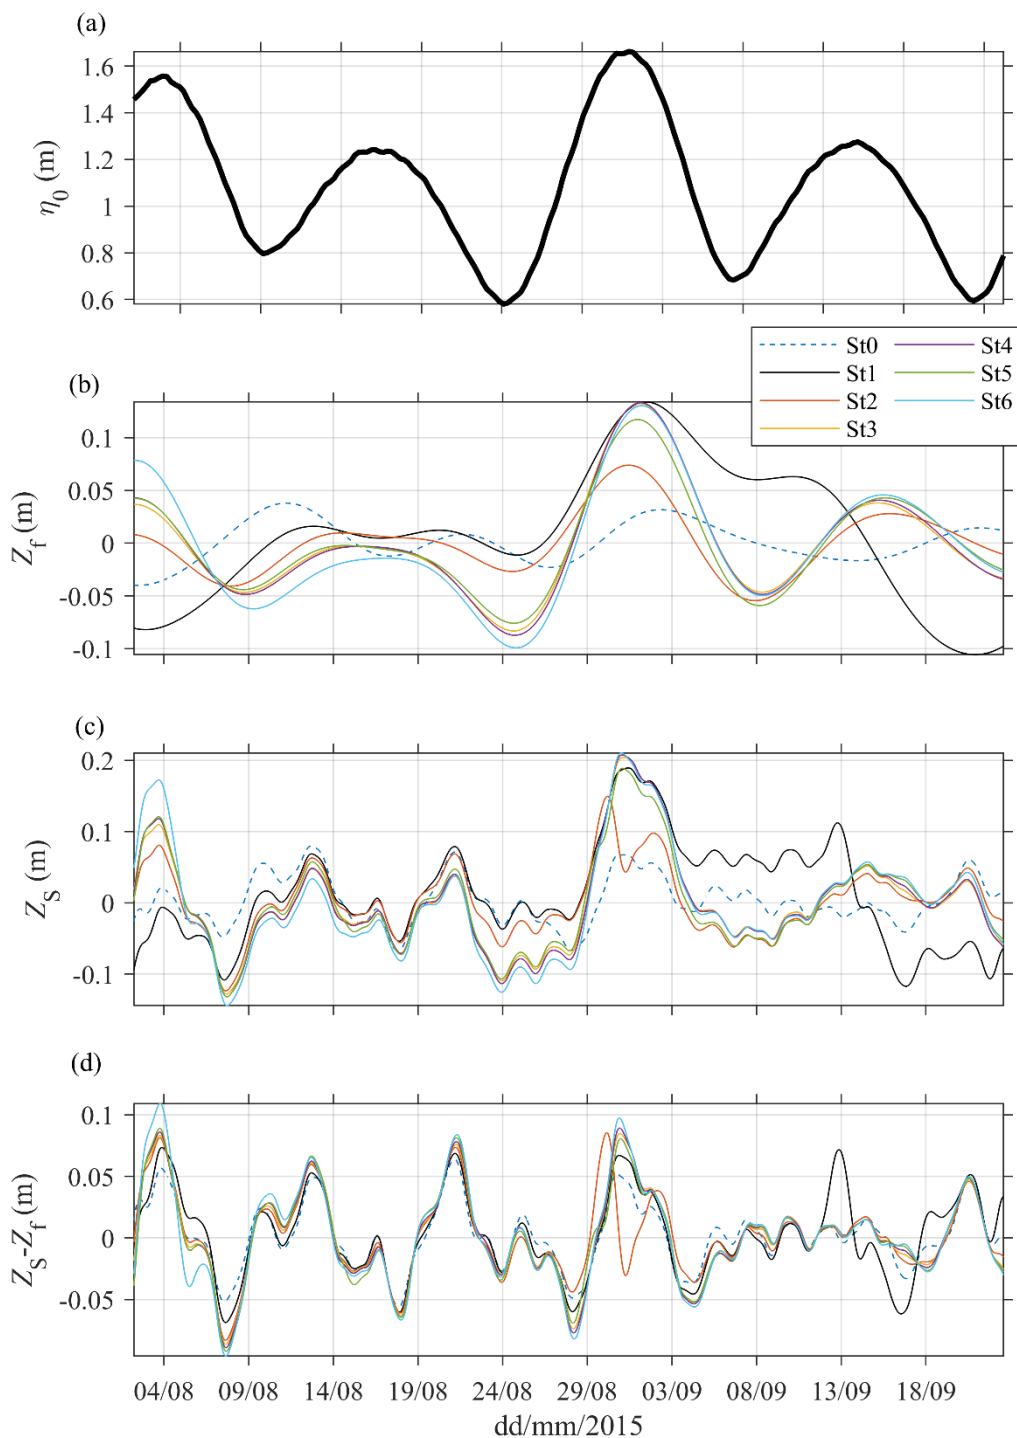 (a)
1.6
1.4
1.2
1
0.8
0.6
η0 (m)
St0 St4
St1 St5
St2 St6
St3
(b)
0.1
0.05
0
-0.05
-0.1
Zf (m)
(c)
0.2
0.1
0
-0.1
ZS (m)
(d)
0.1
0.05
0
-0.05
ZS-Zf (m)
04/08 09/08 14/08 19/08 24/08 29/08 03/09 08/09 13/09 18/09
dd/mm/2015